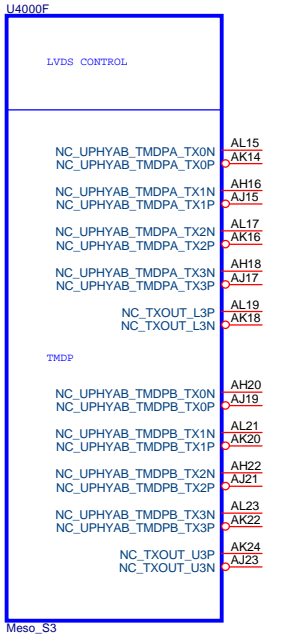 U4000F
LVDS CONTROL
NC_UPHYAB_TMDPA_TX0N AL15
NC_UPHYAB_TMDPA_TX0P AK14
NC_UPHYAB_TMDPA_TX1N AH16
NC_UPHYAB_TMDPA_TX1P AJ15
NC_UPHYAB_TMDPA_TX2N AL17
NC_UPHYAB_TMDPA_TX2P AK16
NC_UPHYAB_TMDPA_TX3N AH18
NC_UPHYAB_TMDPA_TX3P AJ17
NC_TXOUT_L3P AL19
NC_TXOUT_L3N AK18
TMDP
NC_UPHYAB_TMDPB_TX0N AH20
NC_UPHYAB_TMDPB_TX0P AJ19
NC_UPHYAB_TMDPB_TX1N AL21
NC_UPHYAB_TMDPB_TX1P AK20
NC_UPHYAB_TMDPB_TX2N AH22
NC_UPHYAB_TMDPB_TX2P AJ21
NC_UPHYAB_TMDPB_TX3N AL23
NC_UPHYAB_TMDPB_TX3P AK22
NC_TXOUT_U3P AK24
NC_TXOUT_U3N AJ23
Meso_S3